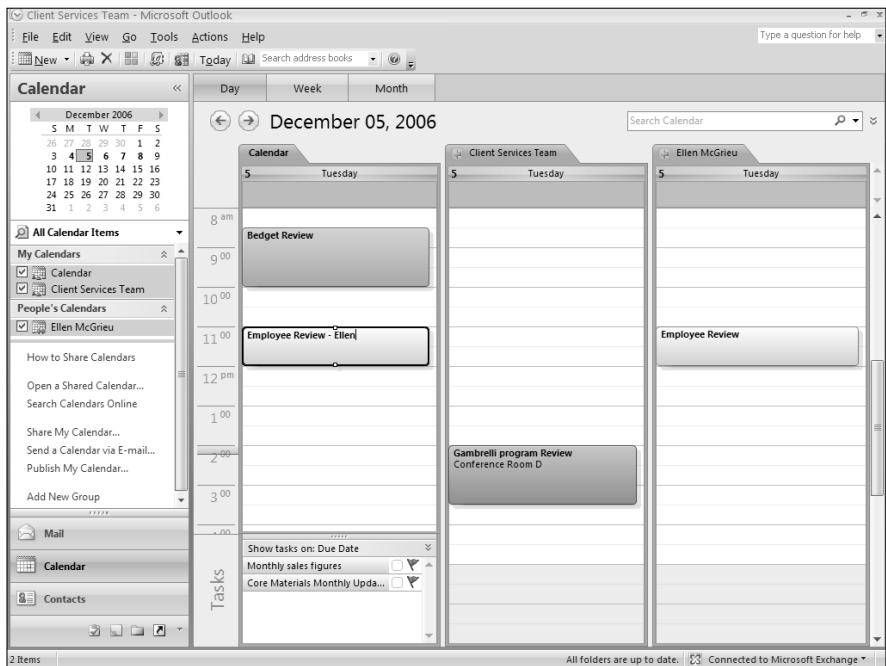 Client Services Team - Microsoft Outlook
File Edit View Go Tools Actions Help
Type a question for help
New Today Search address books
Calendar
December 2006
S M T W T F S
26 27 28 29 30 1 2
3 4 5 6 7 8 9
10 11 12 13 14 15 16
17 18 19 20 21 22 23
24 25 26 27 28 29 30
31 1 2 3 4 5 6
All Calendar Items
My Calendars
Calendar
Client Services Team
People's Calendars
Ellen McGrieu
How to Share Calendars
Open a Shared Calendar...
Search Calendars Online
Share My Calendar...
Send a Calendar via E-mail...
Publish My Calendar...
Add New Group
Mail
Calendar
Contacts
Day Week Month
December 05, 2006
Search Calendar
Calendar Client Services Team Ellen McGrieu
5 Tuesday 5 Tuesday 5 Tuesday
8 am
Bedget Review
9 00
10 00
11 00 Employee Review - Ellen Employee Review
12 pm
1 00
2 00
Gambrelli program Review
Conference Room D
3 00
Tasks
Show tasks on: Due Date
Monthly sales figures
Core Materials Monthly Upda...
2 Items
All folders are up to date. Connected to Microsoft Exchange